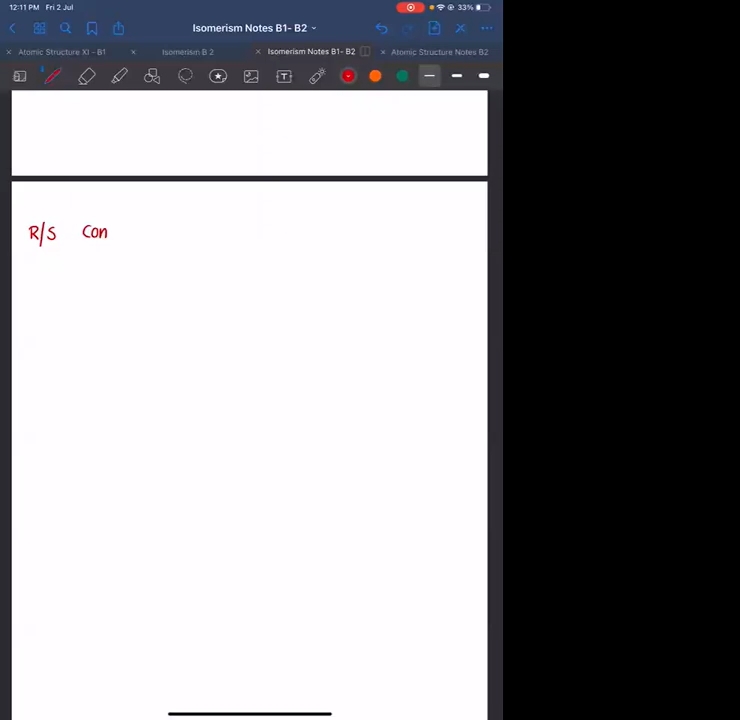 12:11 PM Fri 2 Jul 33%
Isomerism Notes B1- B2
Atomic Structure XI - B1 Isomerism B 2 Isomerism Notes B1- B2 Atomic Structure Notes B2
R/S Con